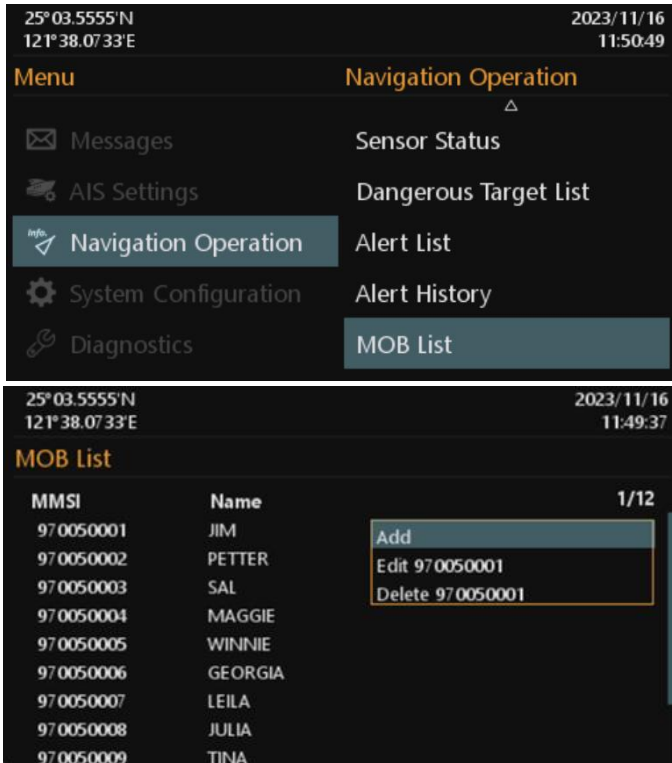 25°03.5555'N 2023/11/16
121°38.0733'E 11:50:49
Menu Navigation Operation
Messages Sensor Status
AIS Settings Dangerous Target List
Info. Navigation Operation Alert List
System Configuration Alert History
Diagnostics MOB List
25°03.5555'N 2023/11/16
121°38.0733'E 11:49:37
MOB List
MMSI Name 1/12
970050001 JIM Add
970050002 PETTER Edit 970050001
970050003 SAL Delete 970050001
970050004 MAGGIE
970050005 WINNIE
970050006 GEORGIA
970050007 LEILA
970050008 JULIA
970050009 TINA